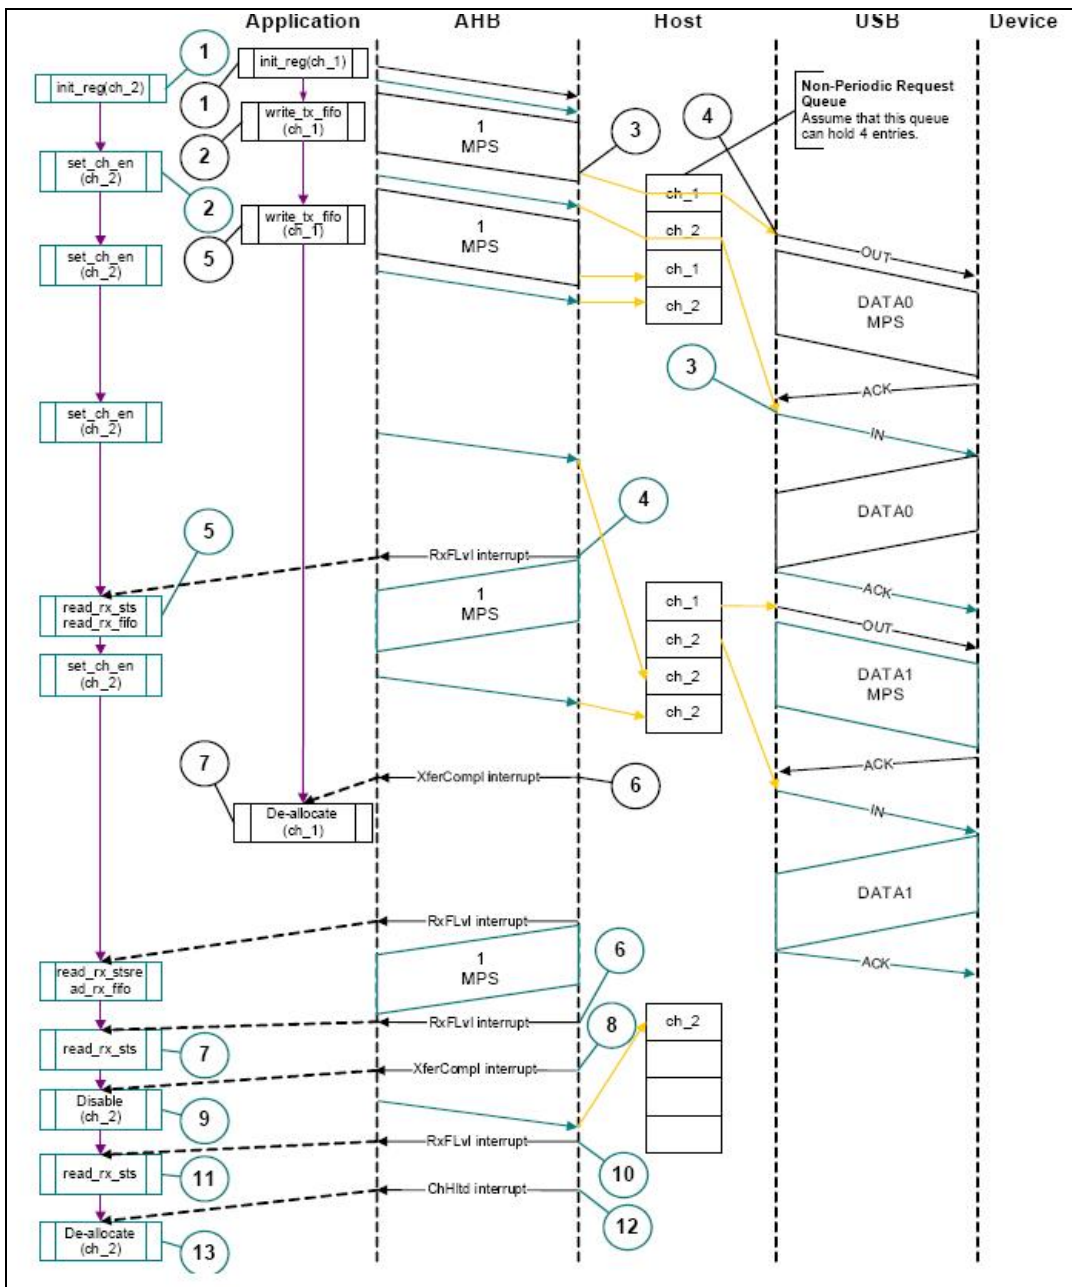 Application
AHB
Host
USB
Device
1
init_reg(ch_2)
init_reg(ch_1)
1
write_tx_fifo
(ch_1)
2
1
MPS
3
4
Non-Periodic Request
Queue
Assume that this queue
can hold 4 entries.
set_ch_en
(ch_2)
2
write_tx_fifo
(ch_1)
5
1
MPS
ch_1
ch_2
ch_1
ch_2
set_ch_en
(ch_2)
OUT
DATA0
MPS
3
ACK
set_ch_en
(ch_2)
IN
DATA0
4
5
RxFLvl interrupt
1
MPS
read_rx_sts
read_rx_fifo
ACK
ch_1
ch_2
ch_2
ch_2
OUT
set_ch_en
(ch_2)
DATA1
MPS
7
XferCompl interrupt
6
ACK
De-allocate
(ch_1)
IN
DATA1
RxFLvl interrupt
1
MPS
6
ACK
read_rx_stsre
ad_rx_fifo
RxFLvl interrupt
8
ch_2
read_rx_sts
7
XferCompl interrupt
Disable
(ch_2)
9
RxFLvl interrupt
10
read_rx_sts
11
ChHltd interrupt
12
De-allocate
(ch_2)
13